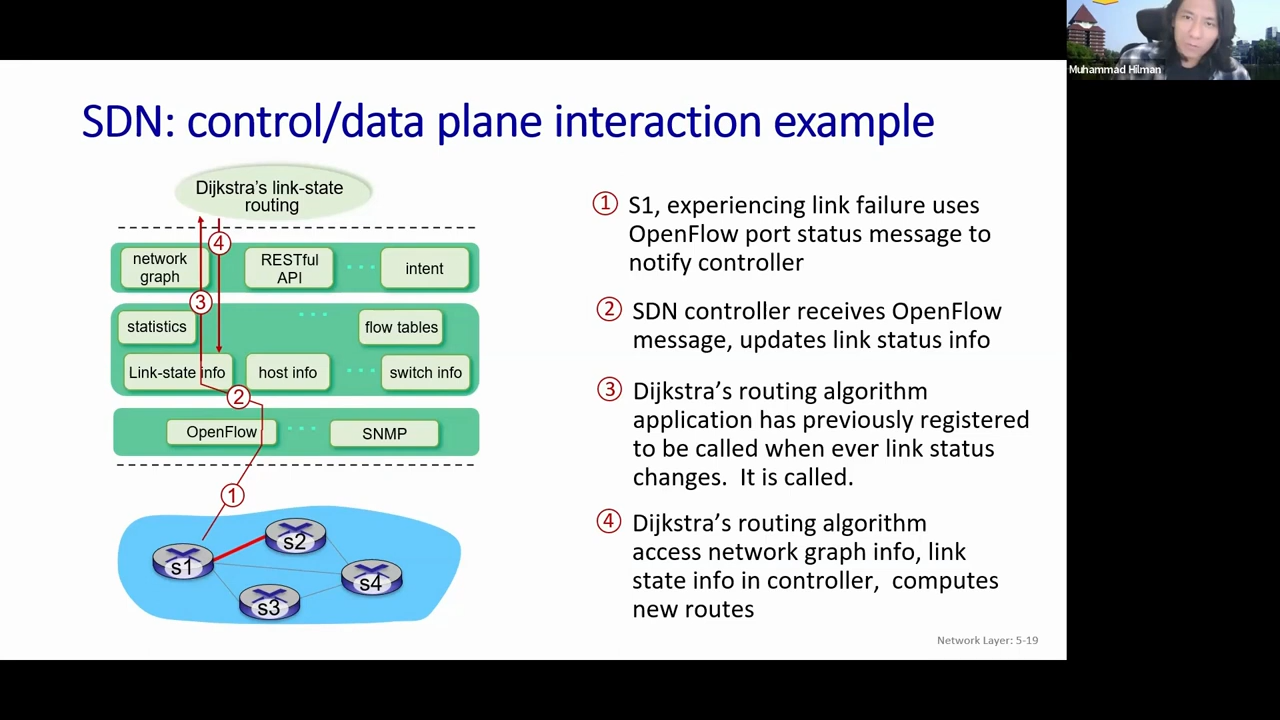 Muhammad Hilman
SDN: control/data plane interaction example
Dijkstra's link-state
routing
4
network
graph
RESTful
API
intent
3
statistics
flow tables
Link-state info
host info
switch info
2
OpenFlow
SNMP
1
s1
s2
s3
s4
① S1, experiencing link failure uses
OpenFlow port status message to
notify controller
② SDN controller receives OpenFlow
message, updates link status info
③ Dijkstra's routing algorithm
application has previously registered
to be called when ever link status
changes. It is called.
④ Dijkstra's routing algorithm
access network graph info, link
state info in controller, computes
new routes
Network Layer: 5-19